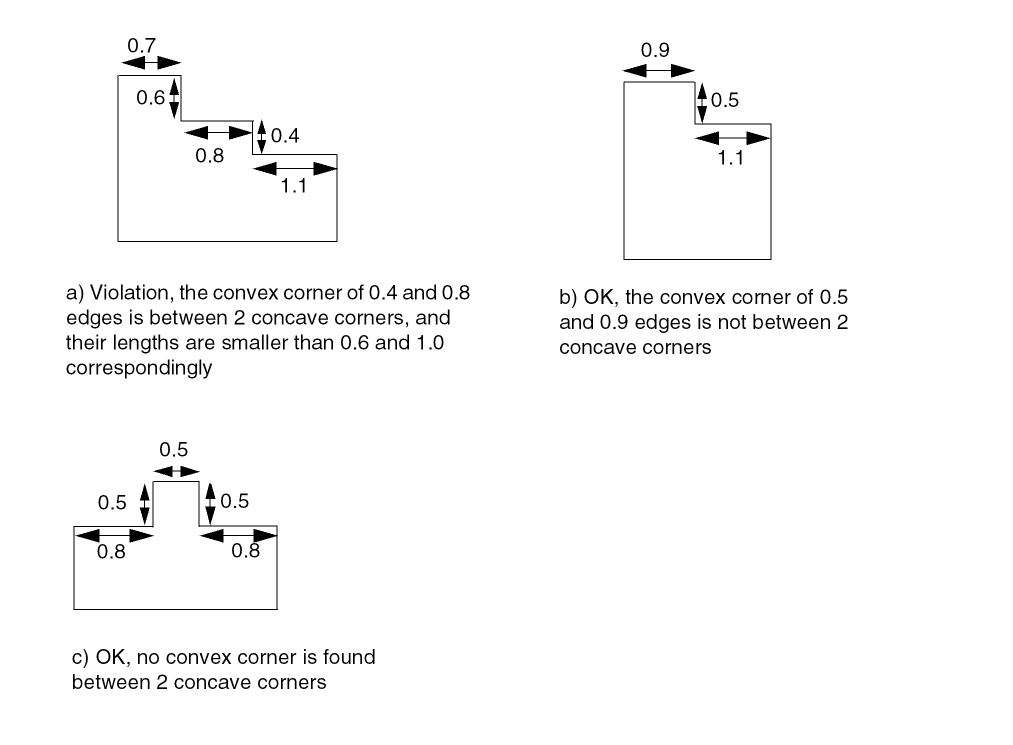 0.7
0.6
0.4
0.8
1.1
a) Violation, the convex corner of 0.4 and 0.8
edges is between 2 concave corners, and
their lengths are smaller than 0.6 and 1.0
correspondingly
0.9
0.5
1.1
b) OK, the convex corner of 0.5
and 0.9 edges is not between 2
concave corners
0.5
0.5
0.5
0.8
0.8
c) OK, no convex corner is found
between 2 concave corners